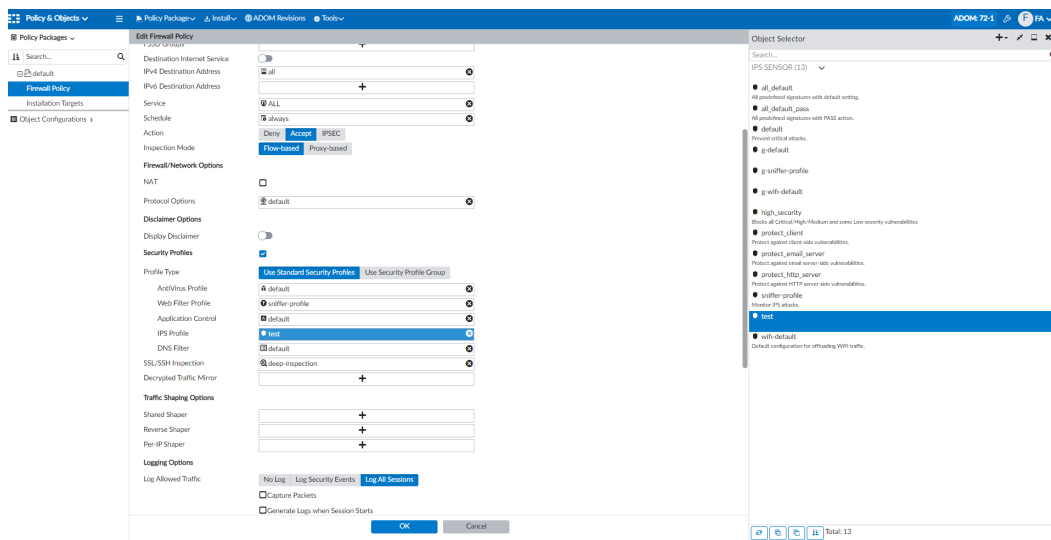 Policy & Objects
Policy Package
Install
ADOM Revisions
Tools
ADOM: 72-1
F
FA
Policy Packages
Search...
default
Firewall Policy
Installation Targets
Object Configurations
Edit Firewall Policy
FSSO Groups
Destination Internet Service
IPv4 Destination Address all
IPv6 Destination Address
Service ALL
Schedule always
Action Deny Accept IPSEC
Inspection Mode Flow-based Proxy-based
Firewall/Network Options
NAT
Protocol Options default
Disclaimer Options
Display Disclaimer
Security Profiles
Profile Type Use Standard Security Profiles Use Security Profile Group
AntiVirus Profile default
Web Filter Profile sniffer-profile
Application Control default
IPS Profile test
DNS Filter default
SSL/SSH Inspection deep-inspection
Decrypted Traffic Mirror
Traffic Shaping Options
Shared Shaper
Reverse Shaper
Per-IP Shaper
Logging Options
Log Allowed Traffic No Log Log Security Events Log All Sessions
Capture Packets
Generate Logs when Session Starts
OK Cancel
Object Selector
Search...
IPS SENSOR (13)
all_default
All predefined signatures with default setting.
all_default_pass
All predefined signatures with PASS action.
default
Prevent critical attacks.
g-default
g-sniffer-profile
g-wifi-default
high_security
Blocks all Critical/High/Medium and some Low severity vulnerabilities
protect_client
Protect against client-side vulnerabilities.
protect_email_server
Protect against email server-side vulnerabilities.
protect_http_server
Protect against HTTP server-side vulnerabilities.
sniffer-profile
Monitor IPS attacks.
test
wifi-default
Default configuration for offloading WiFi traffic.
Total: 13